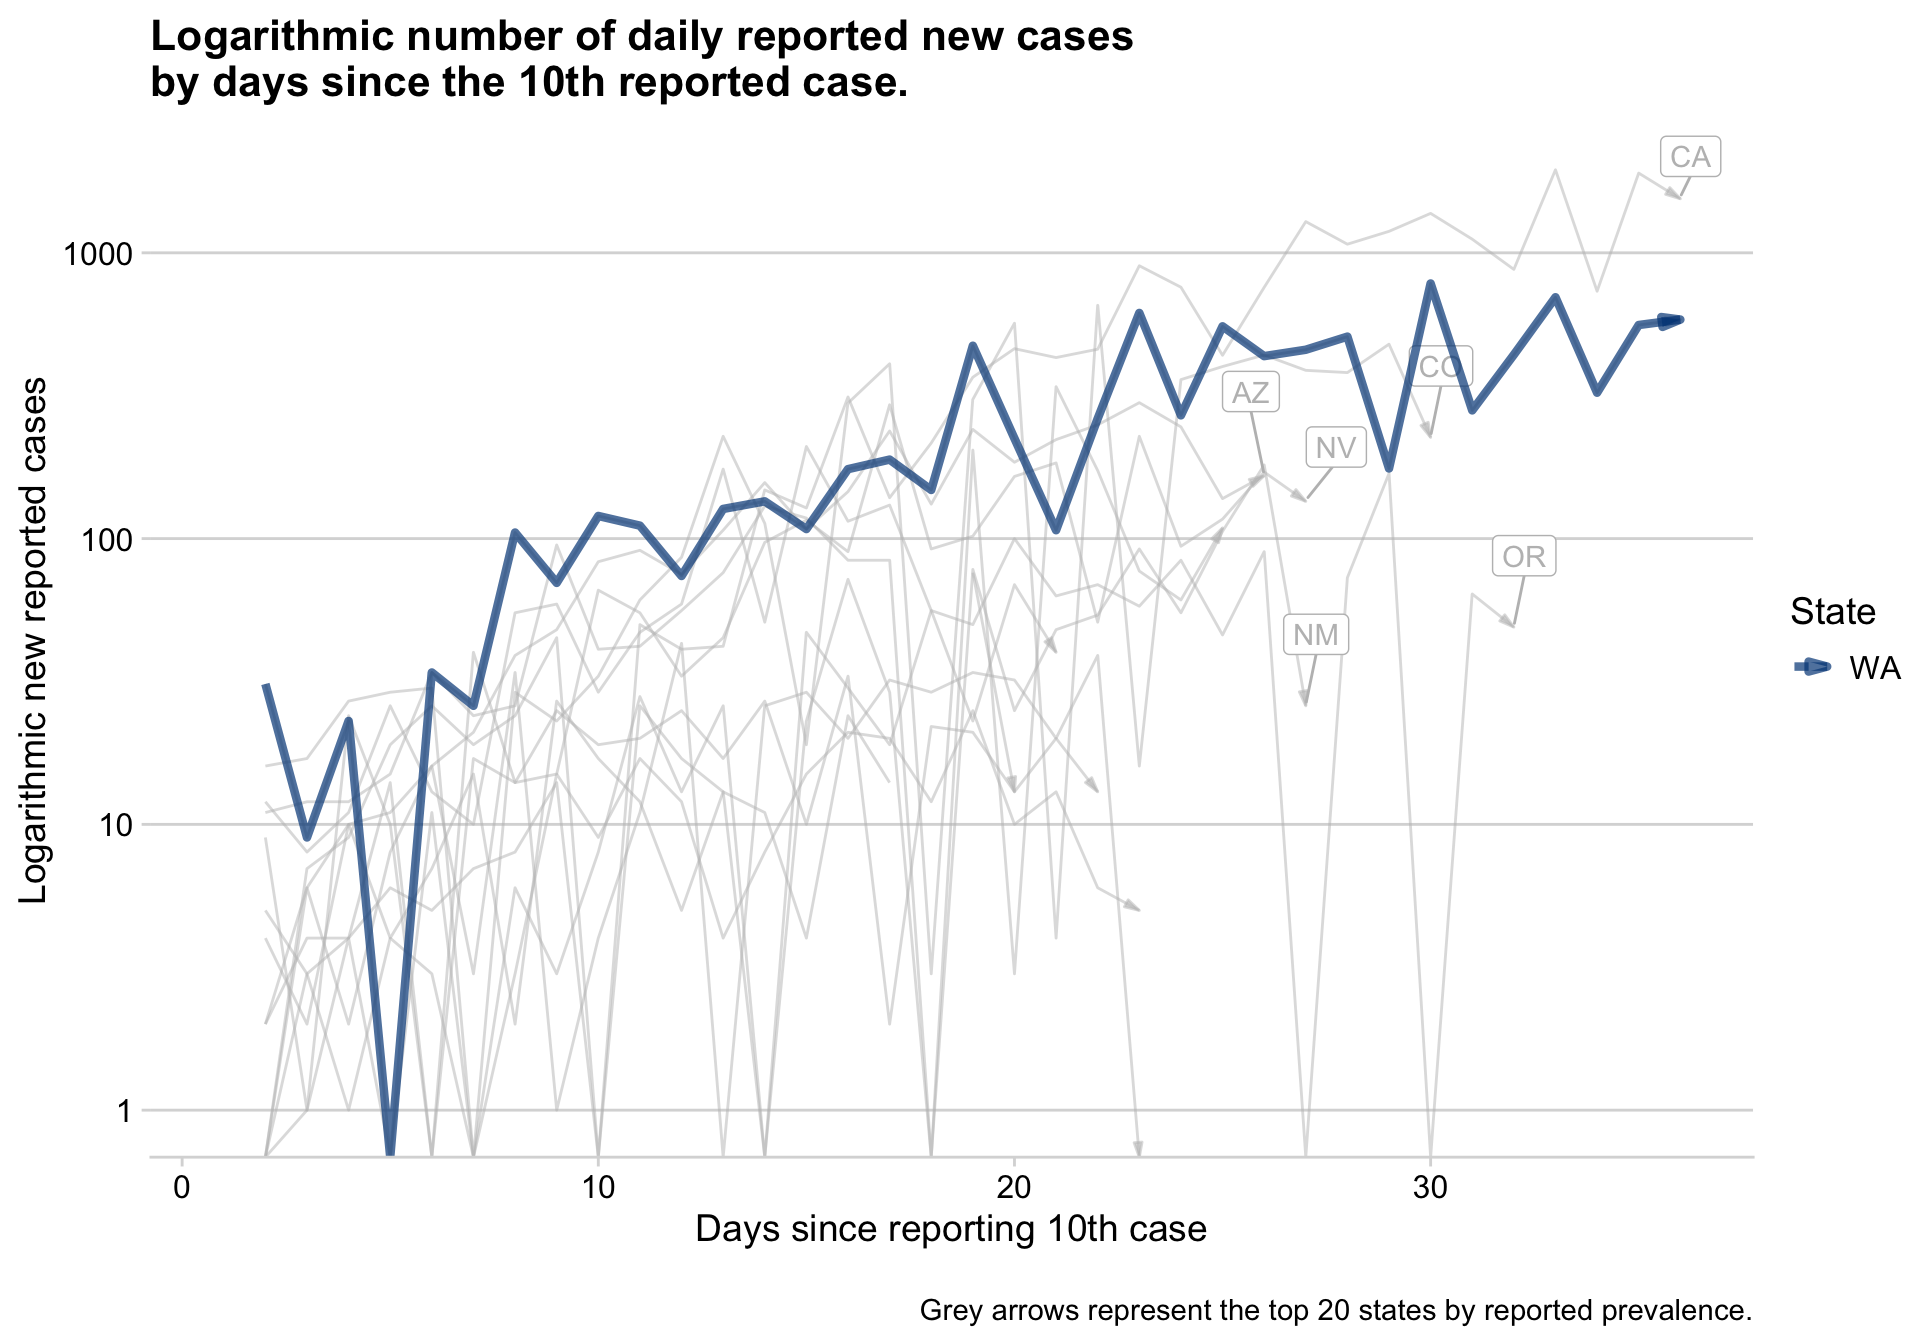 Logarithmic number of daily reported new cases
by days since the 10th reported case.
CA
1000
CO
AZ
NV
100
OR
State
NM
WA
10
1
0 10 20 30
Logarithmic new reported cases
Days since reporting 10th case
Grey arrows represent the top 20 states by reported prevalence.